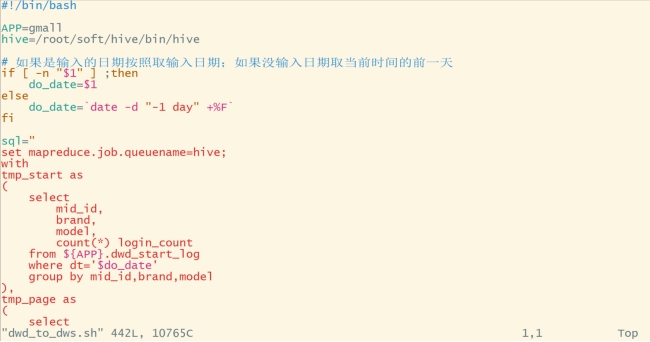 #!/bin/bash
APP=gmall
hive=/root/soft/hive/bin/hive
# 如果是输入的日期按照取输入日期；如果没输入日期取当前时间的前一天
if [ -n "$1" ] ;then
    do_date=$1
else
    do_date=`date -d "-1 day" +%F`
fi
sql="
set mapreduce.job.queuename=hive;
with
tmp_start as
(
    select
        mid_id,
        brand,
        model,
        count(*) login_count
    from ${APP}.dwd_start_log
    where dt='$do_date'
    group by mid_id,brand,model
),
tmp_page as
(
    select
"dwd_to_dws.sh" 442L, 10765C 1,1 Top